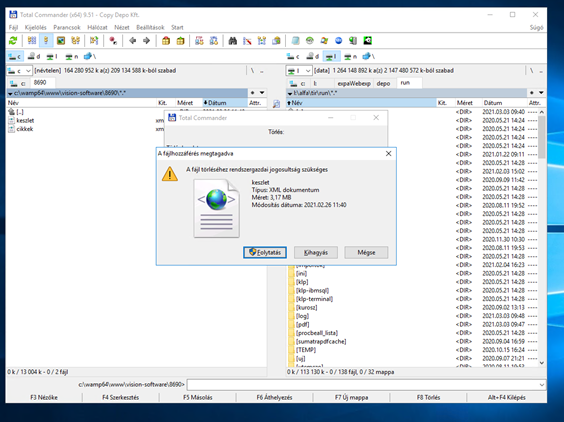 Total Commander (x64) 9.51 - Copy Depo Kft.
Fájl Kijelölés Parancsok Hálózat Nézet Beállítások Start Súgó
c d l n \
c d l n \
c [névtelen] 164 280 952 k a(z) 209 134 588 k-ból szabad \ ..
l [data] 1 264 148 892 k a(z) 2 147 480 572 k-ból szabad \ ..
c: 8690
l: expaWebexpz depo run
c:\wamp64\www\vision-software\8690\*.*
l:\alfa\tir\run\*.*
Név Kit. Méret Dátum Attr.
Név Kit. Méret Dátum Attr.
[..]
keszlet xm
cikkek xm
Total Commander
Törlés:
A fájlhozzáférés megtagadva
A fájl törléséhez rendszergazdai jogosultság szükséges
keszlet
Típus: XML dokumentum
Méret: 3,17 MB
Módosítás dátuma: 2021.02.26 11:40
Folytatás
Kihagyás
Mégse
<DIR> 2021.03.03 09:40 ----
<DIR> 2020.05.21 14:24 ----
<DIR> 2020.05.21 14:24 ----
<DIR> 2020.05.21 14:24 ----
<DIR> 2021.01.22 09:11 ----
<DIR> 2020.05.21 14:28 ----
<DIR> 2021.02.03 15:02 ----
<DIR> 2020.09.09 11:42 ----
<DIR> 2020.05.21 14:24 ----
<DIR> 2020.05.21 14:28 ----
<DIR> 2020.08.11 19:52 ----
<DIR> 2020.05.21 14:28 ----
<DIR> 2020.05.21 14:28 ----
<DIR> 2020.05.21 14:24 ----
<DIR> 2020.11.30 10:30 ----
<DIR> 2020.08.11 19:53 ----
<DIR> 2020.05.21 14:28 ----
<DIR> 2021.02.04 16:23 ----
[ini] <DIR> 2020.05.21 14:28 ----
[klp] <DIR> 2020.05.21 14:28 ----
[klp-ibmsql] <DIR> 2020.05.21 14:28 ----
[klp-terminal] <DIR> 2020.05.21 14:28 ----
[kurosz] <DIR> 2020.09.02 13:13 ----
[log] <DIR> 2021.03.03 09:48 ----
[pdf] <DIR> 2021.03.03 09:47 ----
[procbeall_lista] <DIR> 2020.05.21 14:28 ----
[sumatrapdfcache] <DIR> 2020.09.04 16:59 ----
[TEMP] <DIR> 2020.10.15 16:24 ----
[uj] <DIR> 2020.09.07 21:21 ----
0 k / 13 004 k - 0 / 2 fájl
0 k / 113 130 k - 0 / 138 fájl, 0 / 32 mappa
c:\wamp64\www\vision-software\8690>
F3 Nézőke F4 Szerkesztés F5 Másolás F6 Áthelyezés F7 Új mappa F8 Törlés Alt+F4 Kilépés